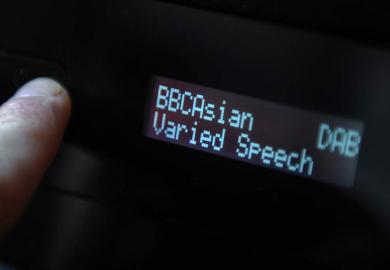 BBCAsian
DAB
Varied Speech